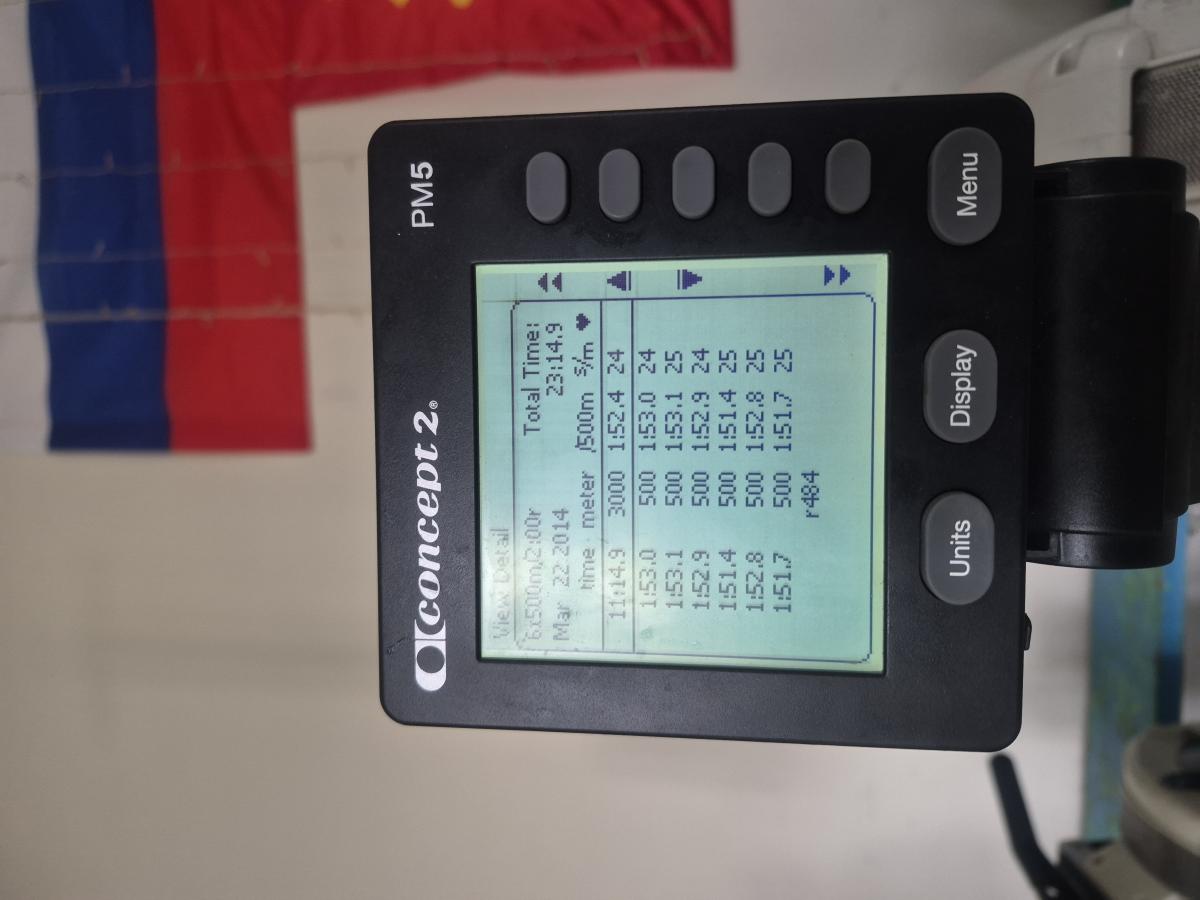 concept 2® PM5
View Detail
6x500m/2:00r Total Time:
Mar 22 2014 23:14.9
time meter /500m s/m ♥
11:14.9 3000 1:52.4 24
1:53.0 500 1:53.0 24
1:53.1 500 1:53.1 25
1:52.9 500 1:52.9 24
1:51.4 500 1:51.4 25
1:52.8 500 1:52.8 25
1:51.7 500 1:51.7 25
r484
Units Display Menu